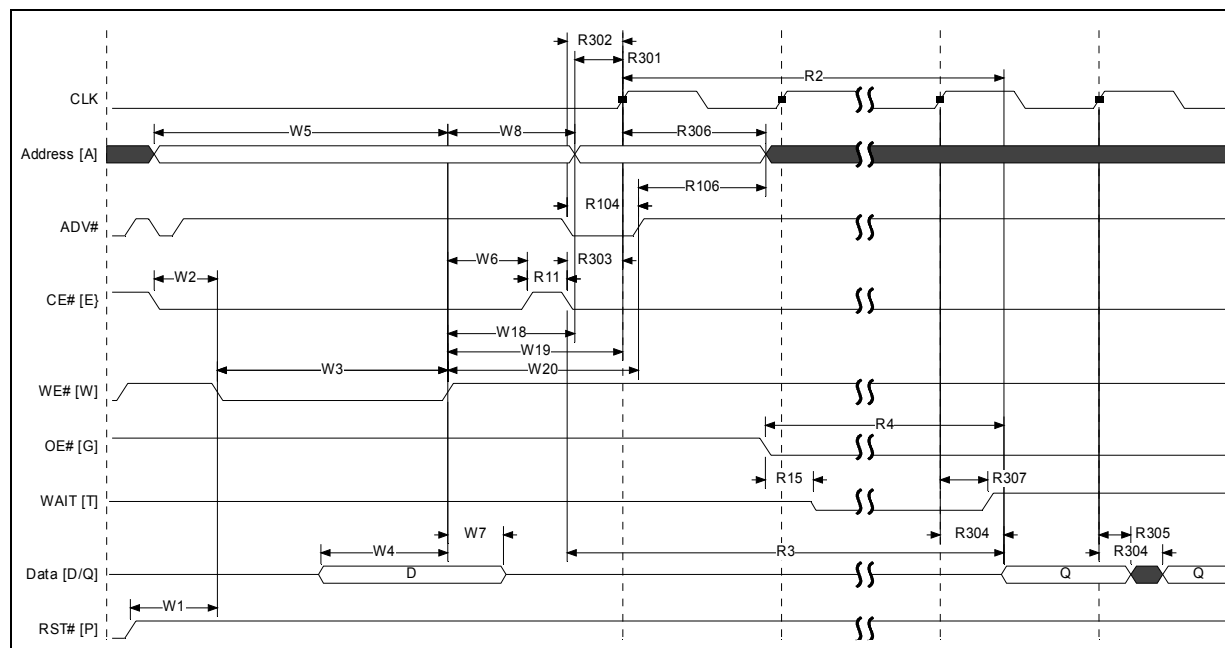 R302
R301
R2
CLK
W5
W8
R306
Address [A]
R106
R104
ADV#
W6
R303
W2
R11
CE# [E}
W18
W19
W3
W20
WE# [W]
R4
OE# [G]
R15
R307
WAIT [T]
W7
R304
R305
W4
R3
R304
Data [D/Q]
D
Q
Q
W1
RST# [P]